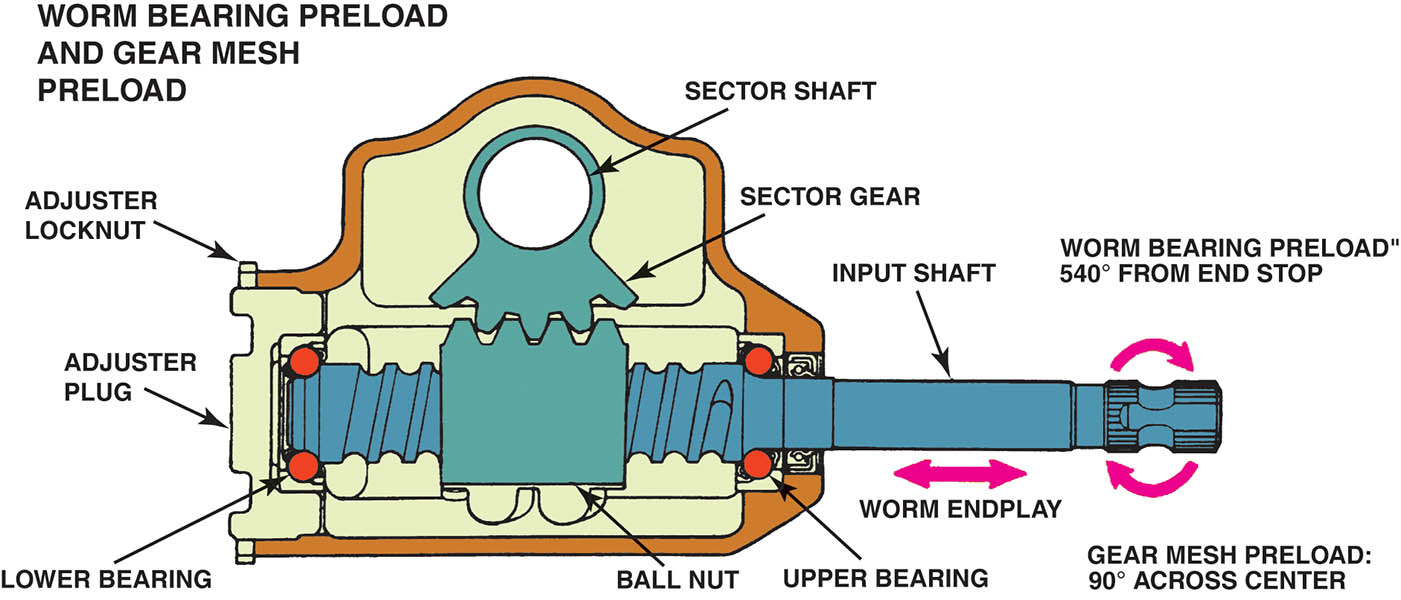 WORM BEARING PRELOAD
AND GEAR MESH
PRELOAD
SECTOR SHAFT
ADJUSTER
LOCKNUT
SECTOR GEAR
WORM BEARING PRELOAD"
540° FROM END STOP
INPUT SHAFT
ADJUSTER
PLUG
WORM ENDPLAY
LOWER BEARING
BALL NUT
UPPER BEARING
GEAR MESH PRELOAD:
90° ACROSS CENTER